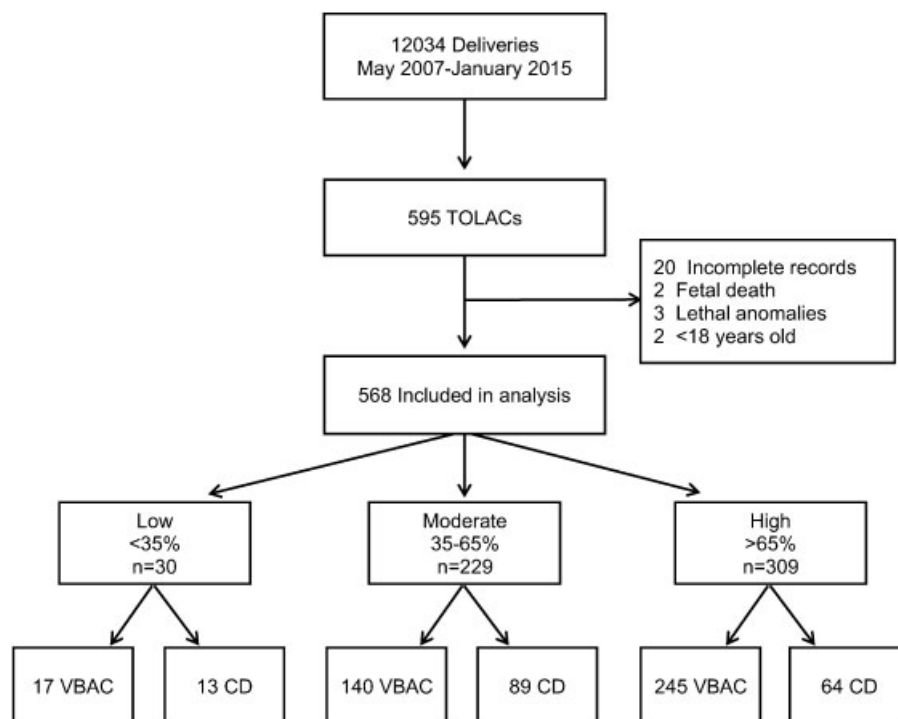 12034 Deliveries
May 2007-January 2015
595 TOLACs
20 Incomplete records
2 Fetal death
3 Lethal anomalies
2 <18 years old
568 Included in analysis
Low
<35%
n=30
Moderate
35-65%
n=229
High
>65%
n=309
17 VBAC
13 CD
140 VBAC
89 CD
245 VBAC
64 CD